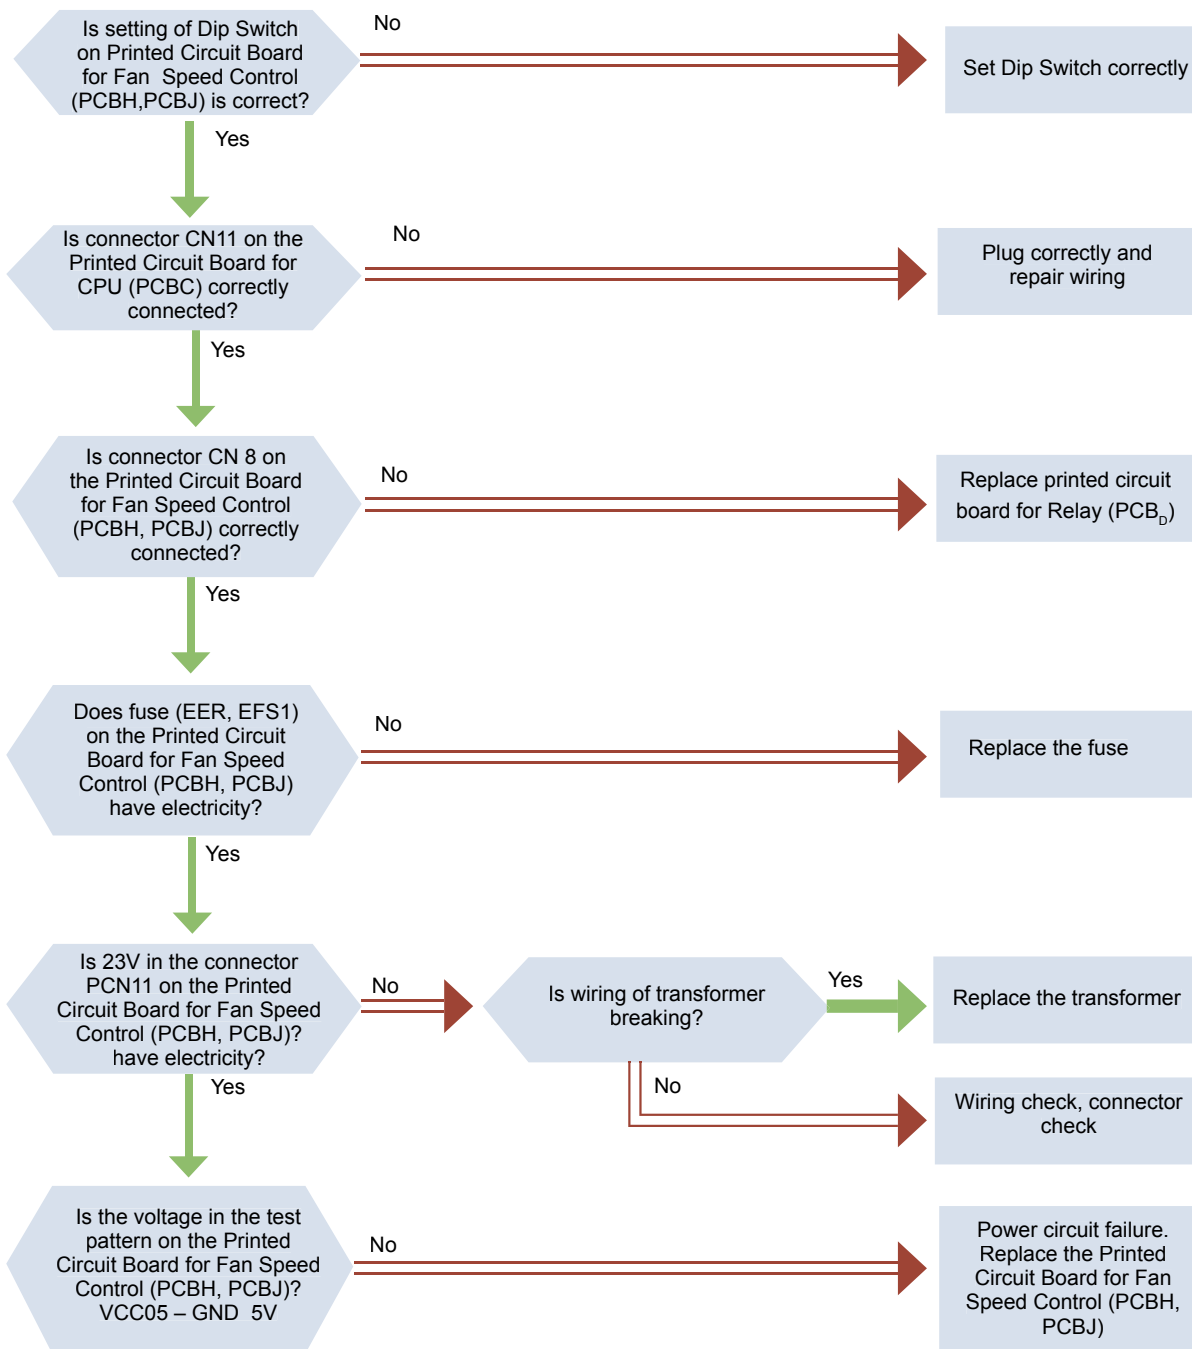 Is setting of Dip Switch
on Printed Circuit Board
for Fan Speed Control
(PCBH,PCBJ) is correct?
No
Set Dip Switch correctly
Yes
Is connector CN11 on the
Printed Circuit Board for
CPU (PCBC) correctly
connected?
No
Plug correctly and
repair wiring
Yes
Is connector CN 8 on
the Printed Circuit Board
for Fan Speed Control
(PCBH, PCBJ) correctly
connected?
No
Replace printed circuit
board for Relay (PCBD)
Yes
Does fuse (EER, EFS1)
on the Printed Circuit
Board for Fan Speed
Control (PCBH, PCBJ)
have electricity?
No
Replace the fuse
Yes
Is 23V in the connector
PCN11 on the Printed
Circuit Board for Fan Speed
Control (PCBH, PCBJ)?
have electricity?
No
Is wiring of transformer
breaking?
Yes
Replace the transformer
No
Wiring check, connector
check
Yes
Is the voltage in the test
pattern on the Printed
Circuit Board for Fan Speed
Control (PCBH, PCBJ)?
VCC05 – GND 5V
No
Power circuit failure.
Replace the Printed
Circuit Board for Fan
Speed Control (PCBH,
PCBJ)